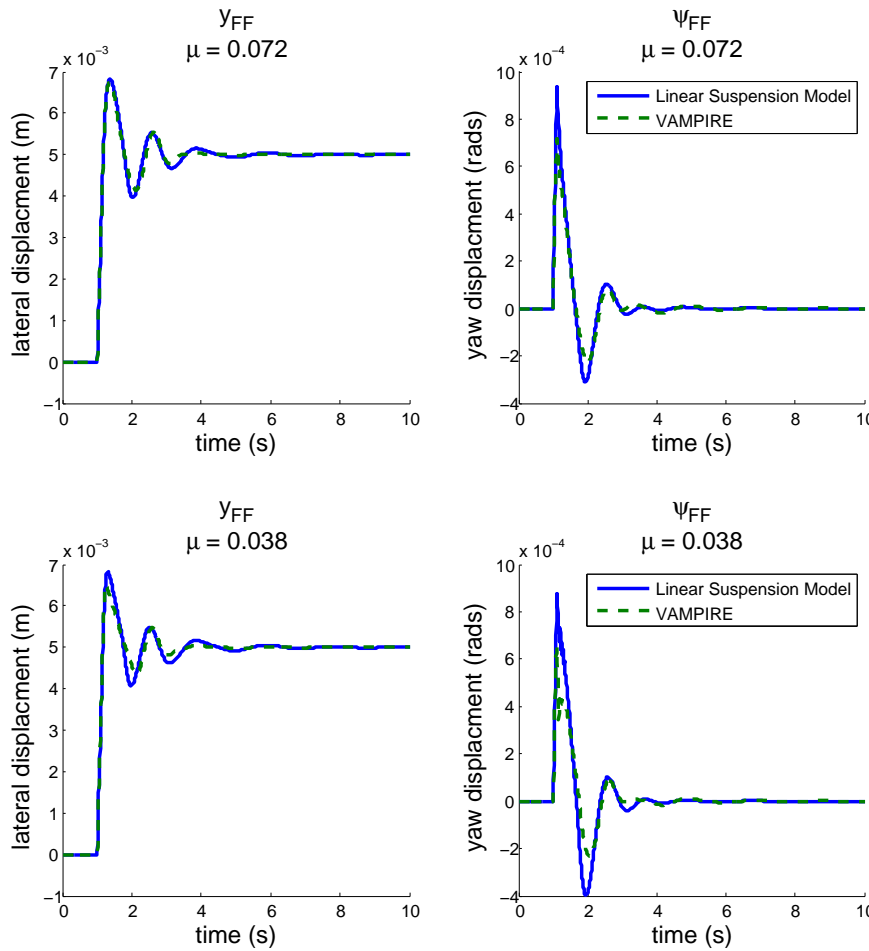 y_FF
μ = 0.072
x 10^−3
7
6
5
4
3
2
1
0
−1
lateral displacment (m)
0 2 4 6 8 10
time (s)
ψ_FF
μ = 0.072
x 10^−4
10
8
6
4
2
0
−2
−4
yaw displacment (rads)
Linear Suspension Model
VAMPIRE
0 2 4 6 8 10
time (s)
y_FF
μ = 0.038
x 10^−3
7
6
5
4
3
2
1
0
−1
lateral displacment (m)
0 2 4 6 8 10
time (s)
ψ_FF
μ = 0.038
x 10^−4
10
8
6
4
2
0
−2
−4
yaw displacment (rads)
Linear Suspension Model
VAMPIRE
0 2 4 6 8 10
time (s)